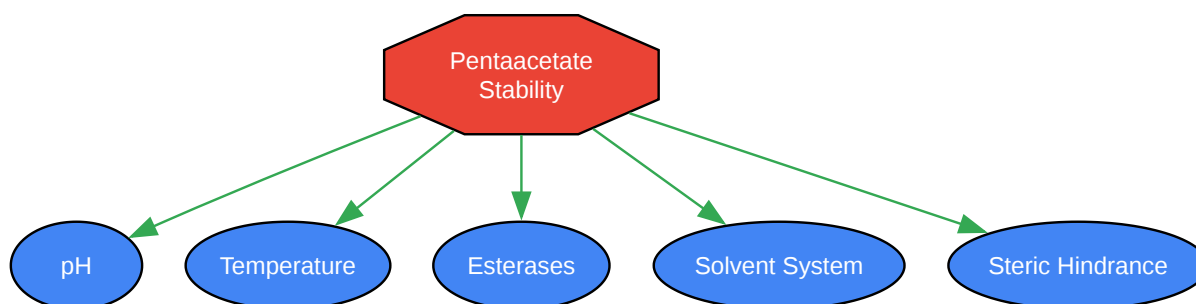 Pentaacetate
Stability
pH
Temperature
Esterases
Solvent System
Steric Hindrance